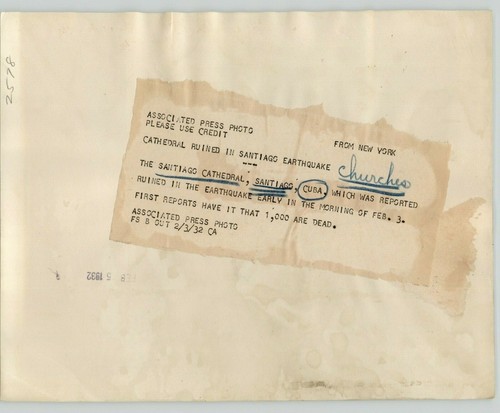 2578
ASSOCIATED PRESS PHOTO
PLEASE USE CREDIT
FROM NEW YORK
CATHEDRAL RUINED IN SANTIAGO EARTHQUAKE
---
Churches
THE SANTIAGO CATHEDRAL, SANTIAGO, CUBA, WHICH WAS REPORTED
RUINED IN THE EARTHQUAKE EARLY IN THE MORNING OF FEB. 3.
FIRST REPORTS HAVE IT THAT 1,000 ARE DEAD.
ASSOCIATED PRESS PHOTO
FS B OUT 2/3/32 CA
FEB 5 1932